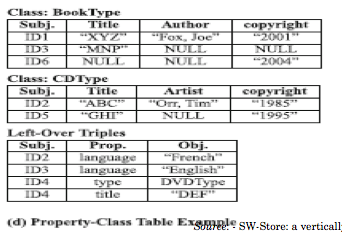 Class: BookType
Subj. Title Author copyright
ID1 "XYZ" "Fox, Joe" "2001"
ID3 "MNP" NULL NULL
ID6 NULL NULL "2004"
Class: CDType
Subj. Title Artist copyright
ID2 "ABC" "Orr, Tim" "1985"
ID5 "GHI" NULL "1995"
Left-Over Triples
Subj. Prop. Obj.
ID2 language "French"
ID3 language "English"
ID4 type DVDType
ID4 title "DEF"
(d) Property-Class Table Example
Source: - SW-Store: a vertically